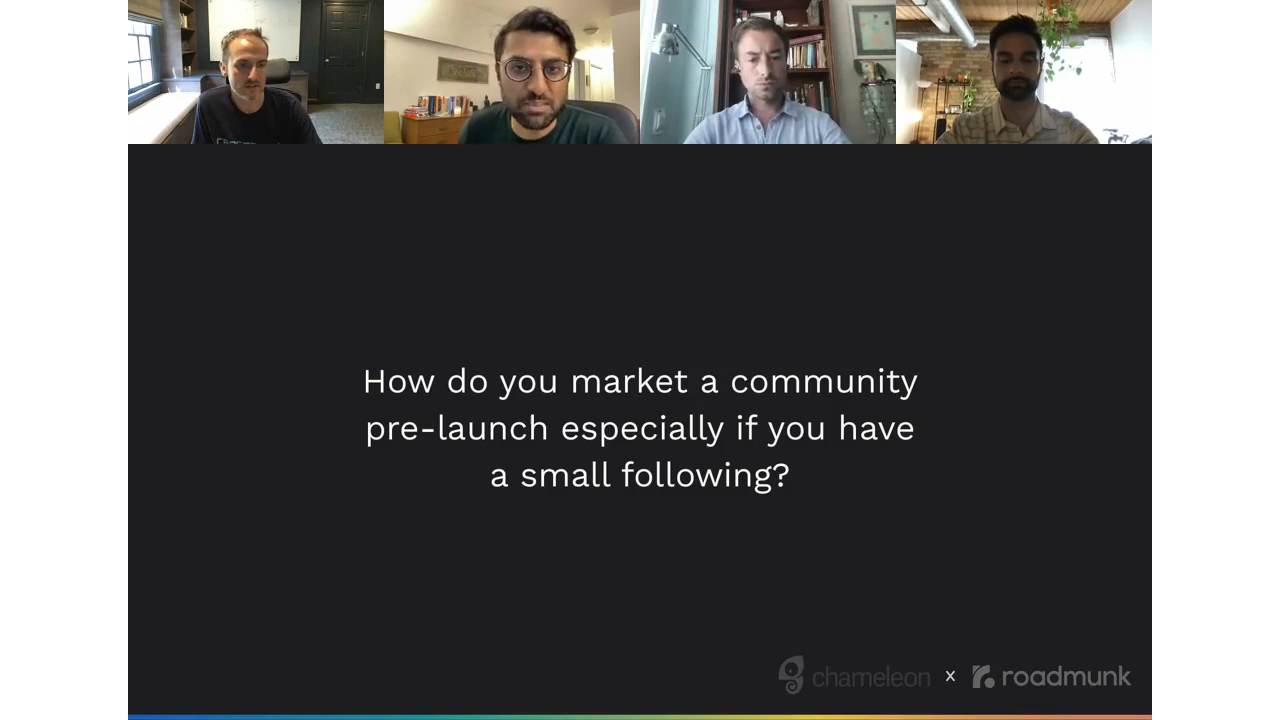 How do you market a community
pre-launch especially if you have
a small following?
chameleon x roadmunk